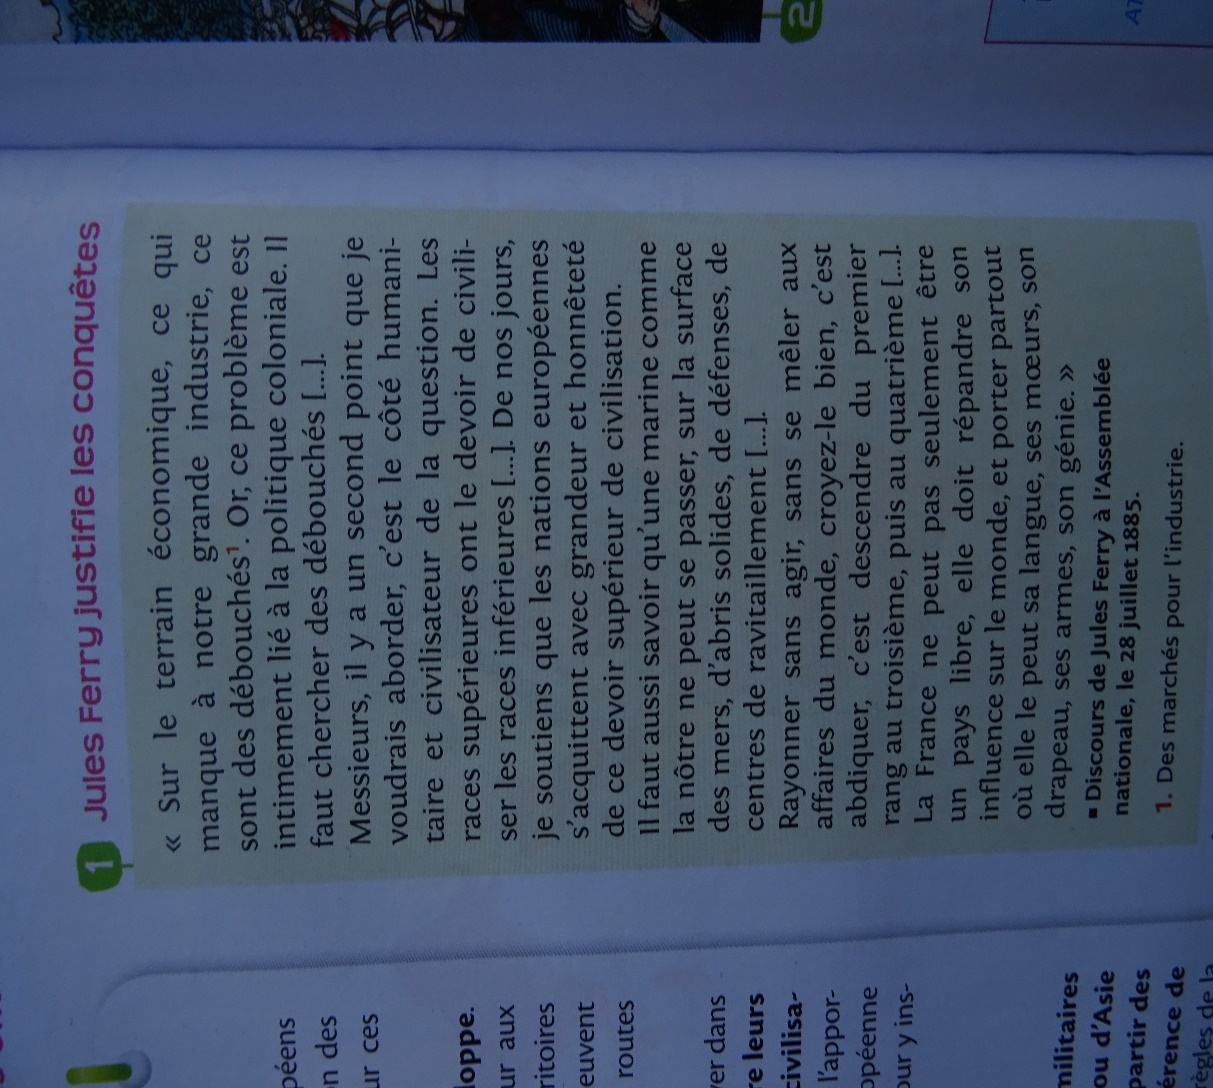 1 Jules Ferry justifie les conquêtes
« Sur le terrain économique, ce qui
manque à notre grande industrie, ce
sont des débouchés¹. Or, ce problème est
intimement lié à la politique coloniale. Il
faut chercher des débouchés [...].
Messieurs, il y a un second point que je
voudrais aborder, c'est le côté humani-
taire et civilisateur de la question. Les
races supérieures ont le devoir de civili-
ser les races inférieures [...]. De nos jours,
je soutiens que les nations européennes
s'acquittent avec grandeur et honnêteté
de ce devoir supérieur de civilisation.
Il faut aussi savoir qu'une marine comme
la nôtre ne peut se passer, sur la surface
des mers, d'abris solides, de défenses, de
centres de ravitaillement [...].
Rayonner sans agir, sans se mêler aux
affaires du monde, croyez-le bien, c'est
abdiquer, c'est descendre du premier
rang au troisième, puis au quatrième [...].
La France ne peut pas seulement être
un pays libre, elle doit répandre son
influence sur le monde, et porter partout
où elle le peut sa langue, ses mœurs, son
drapeau, ses armes, son génie. »
▪ Discours de Jules Ferry à l'Assemblée
nationale, le 28 juillet 1885.
1. Des marchés pour l'industrie.
péens
n des
ur ces
loppe.
ur aux
ritoires
euvent
routes
er dans
e leurs
civilisa-
l'appor-
opéenne
our y ins-
militaires
ou d'Asie
partir des
érence de
ègles de la
2